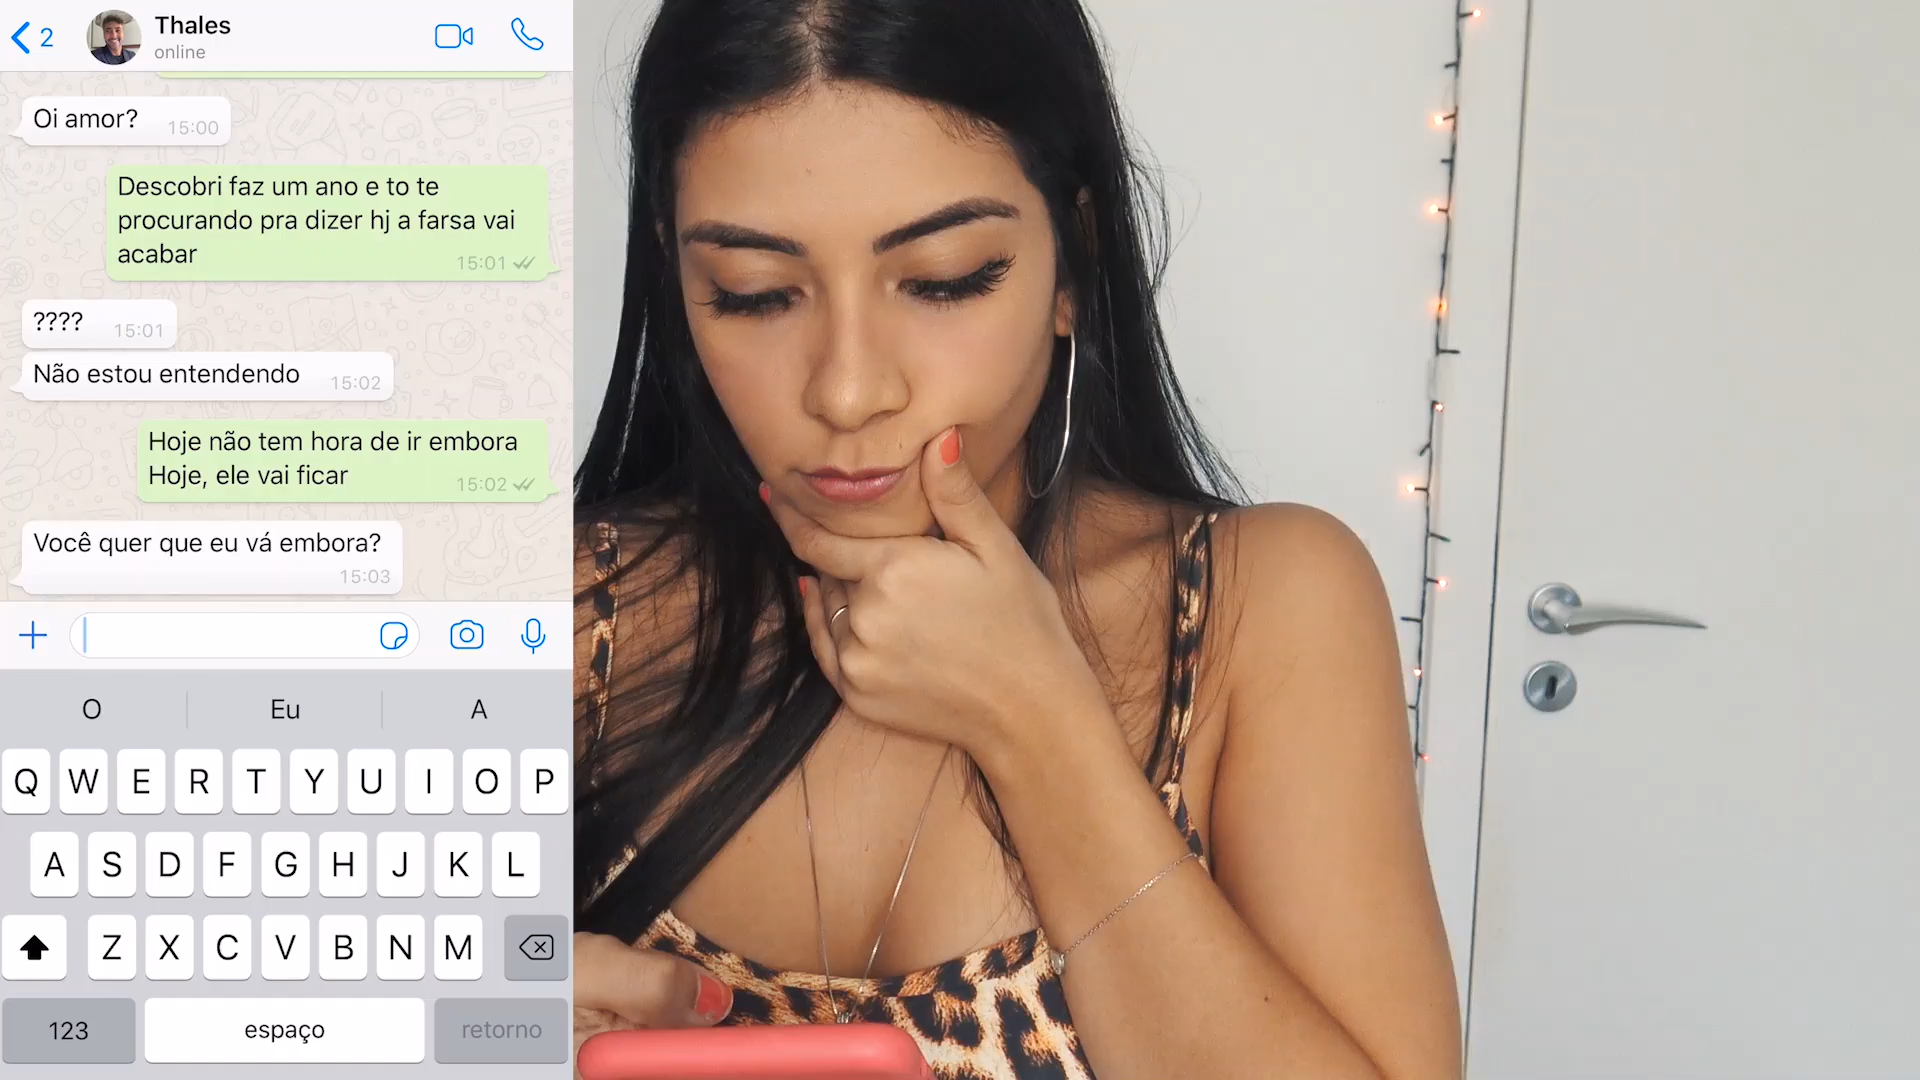 2
Thales
online
Oi amor?
15:00
Descobri faz um ano e to te
procurando pra dizer hj a farsa vai
acabar
15:01
????
15:01
Não estou entendendo
15:02
Hoje não tem hora de ir embora
Hoje, ele vai ficar
15:02
Você quer que eu vá embora?
15:03
O Eu A
Q W E R T Y U I O P
A S D F G H J K L
Z X C V B N M
123 espaço retorno